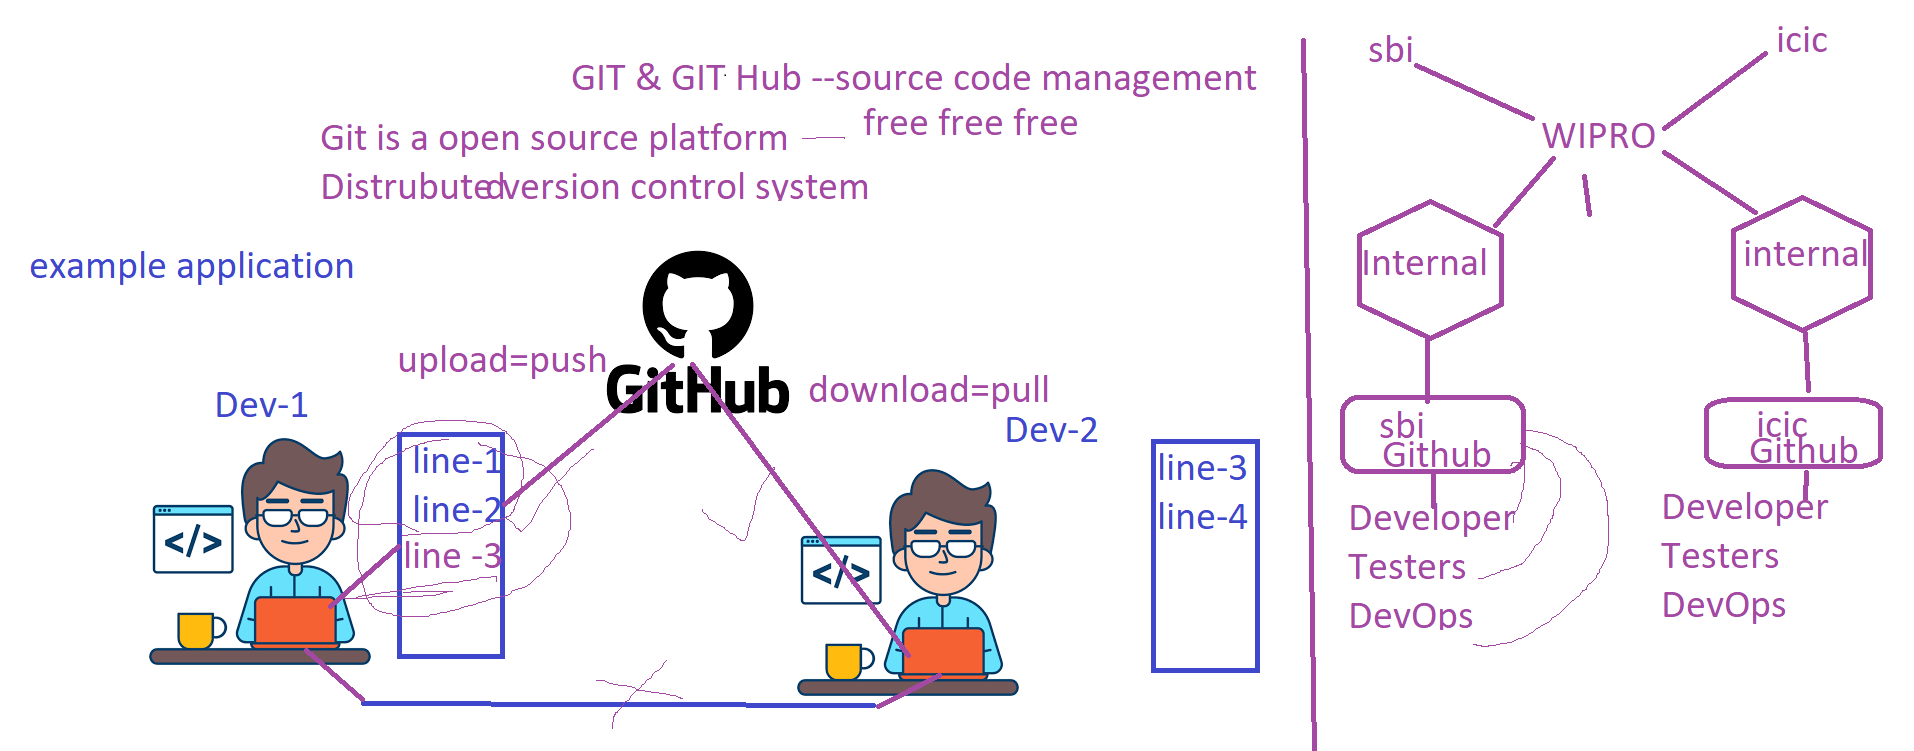 GIT & GIT Hub --source code management
free free free
Git is a open source platform
Distrubuted version control system
example application
upload=push
GitHub
download=pull
Dev-1
Dev-2
line-1
line-2
line -3
</>
</>
line-3
line-4
sbi
icic
WIPRO
Internal
internal
sbi
Github
icic
Github
Developer
Testers
DevOps
Developer
Testers
DevOps